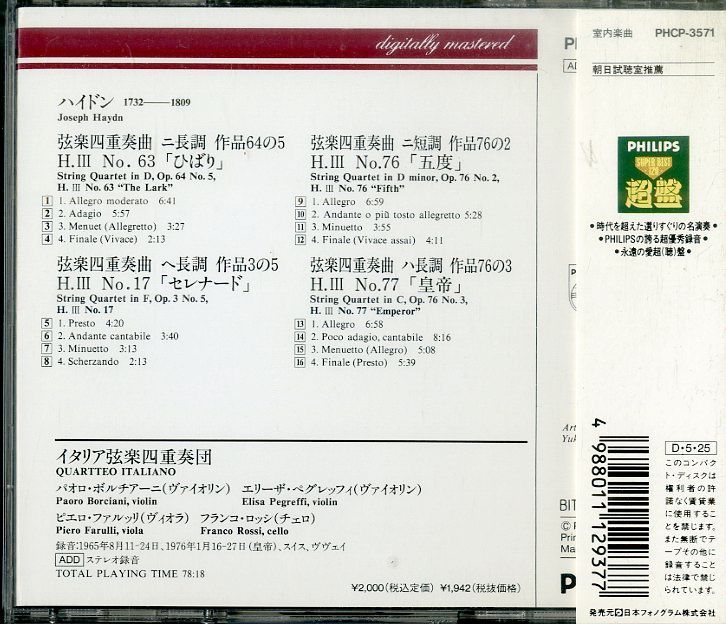 digitally mastered
ハイドン 1732――1809
Joseph Haydn
弦楽四重奏曲 ニ長調 作品64の5
H.III No. 63「ひばり」
String Quartet in D, Op. 64 No. 5,
H. III No. 63 "The Lark"
1 1. Allegro moderato 6:41
2 2. Adagio 5:57
3 3. Menuet (Allegretto) 3:27
4 4. Finale (Vivace) 2:13
弦楽四重奏曲 ヘ長調 作品3の5
H. III No. 17「セレナード」
String Quartet in F, Op. 3 No. 5,
H. III No. 17
5 1. Presto 4:20
6 2. Andante cantabile 3:40
7 3. Minuetto 3:13
8 4. Scherzando 2:13
弦楽四重奏曲 ニ短調 作品76の2
H. III No.76「五度」
String Quartet in D minor, Op. 76 No. 2,
H. III No. 76 "Fifth"
9 1. Allegro 6:59
10 2. Andante o più tosto allegretto 5:28
11 3. Minuetto 3:55
12 4. Finale (Vivace assai) 4:11
弦楽四重奏曲 ハ長調 作品76の3
H. III No.77「皇帝」
String Quartet in C, Op. 76 No. 3,
H. III No. 77 "Emperor"
13 1. Allegro 6:58
14 2. Poco adagio, cantabile 8:16
15 3. Menuetto (Allegro) 5:08
16 4. Finale (Presto) 5:39
イタリア弦楽四重奏団
QUARTTEO ITALIANO
パオロ・ボルチアーニ(ヴァイオリン) エリーザ・ペグレッフィ(ヴァイオリン)
Paoro Borciani, violin Elisa Pegreffi, violin
ピエロ・ファルッリ(ヴィオラ) フランコ・ロッシ(チェロ)
Piero Farulli, viola Franco Rossi, cello
録音:1965年8月11-24日、1976年1月16-27日(皇帝)、スイス、ヴヴェイ
ADD ステレオ録音
TOTAL PLAYING TIME 78:18
¥2,000(税込定価) ¥1,942(税抜価格)
室内楽曲 PHCP-3571
朝日試聴室推薦
PHILIPS
SUPER BEST
120
超盤
•時代を超えた選りすぐりの名演奏•
•PHILIPSの誇る超優秀録音•
•永遠の愛超(聴)盤•
4 988011 129377
D・5・25
このコンパク
ト・ディスクは
権利者の許
諾なく賃貸業
に使用するこ
とを禁じます。
また無断でテ
ープその他に
録音すること
は法律で禁じ
られています。
発売元 日本フォノグラム株式会社